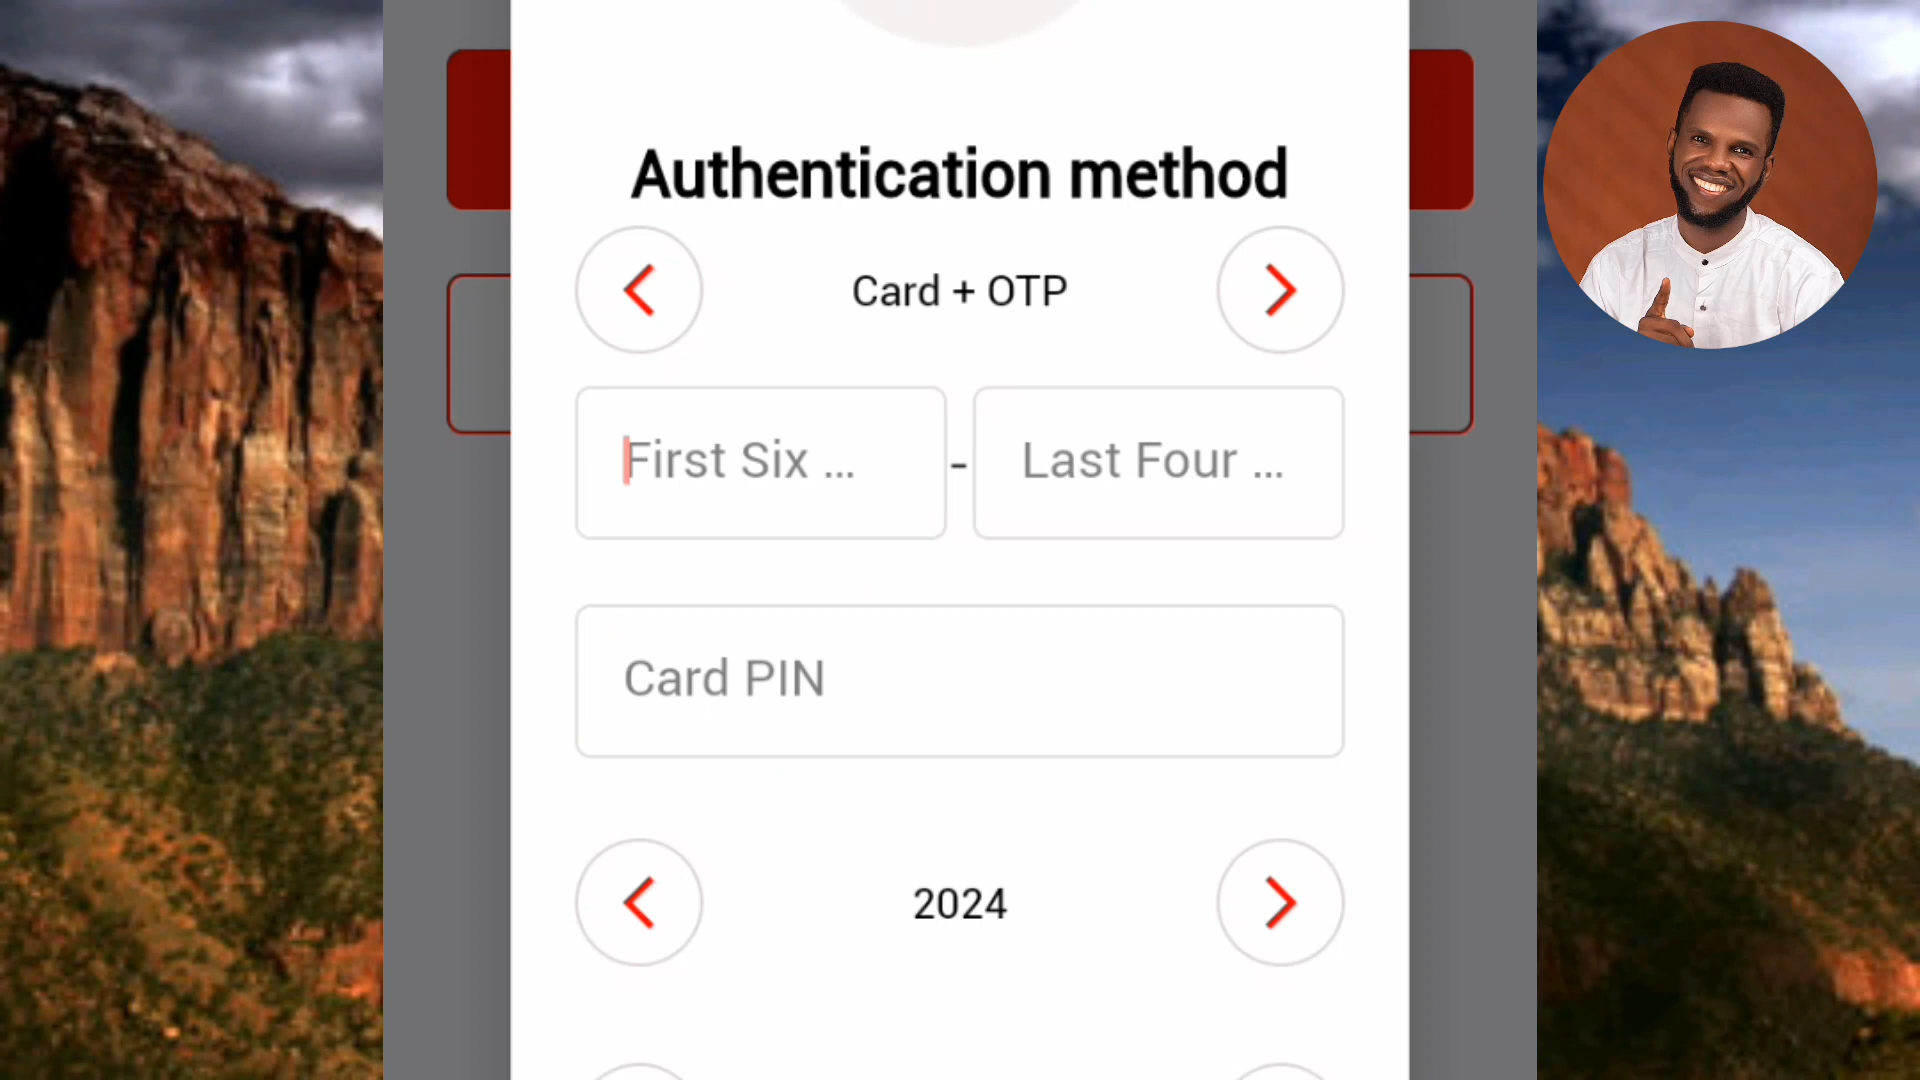 Authentication method
Card + OTP
First Six ... - Last Four ...
Card PIN
2024